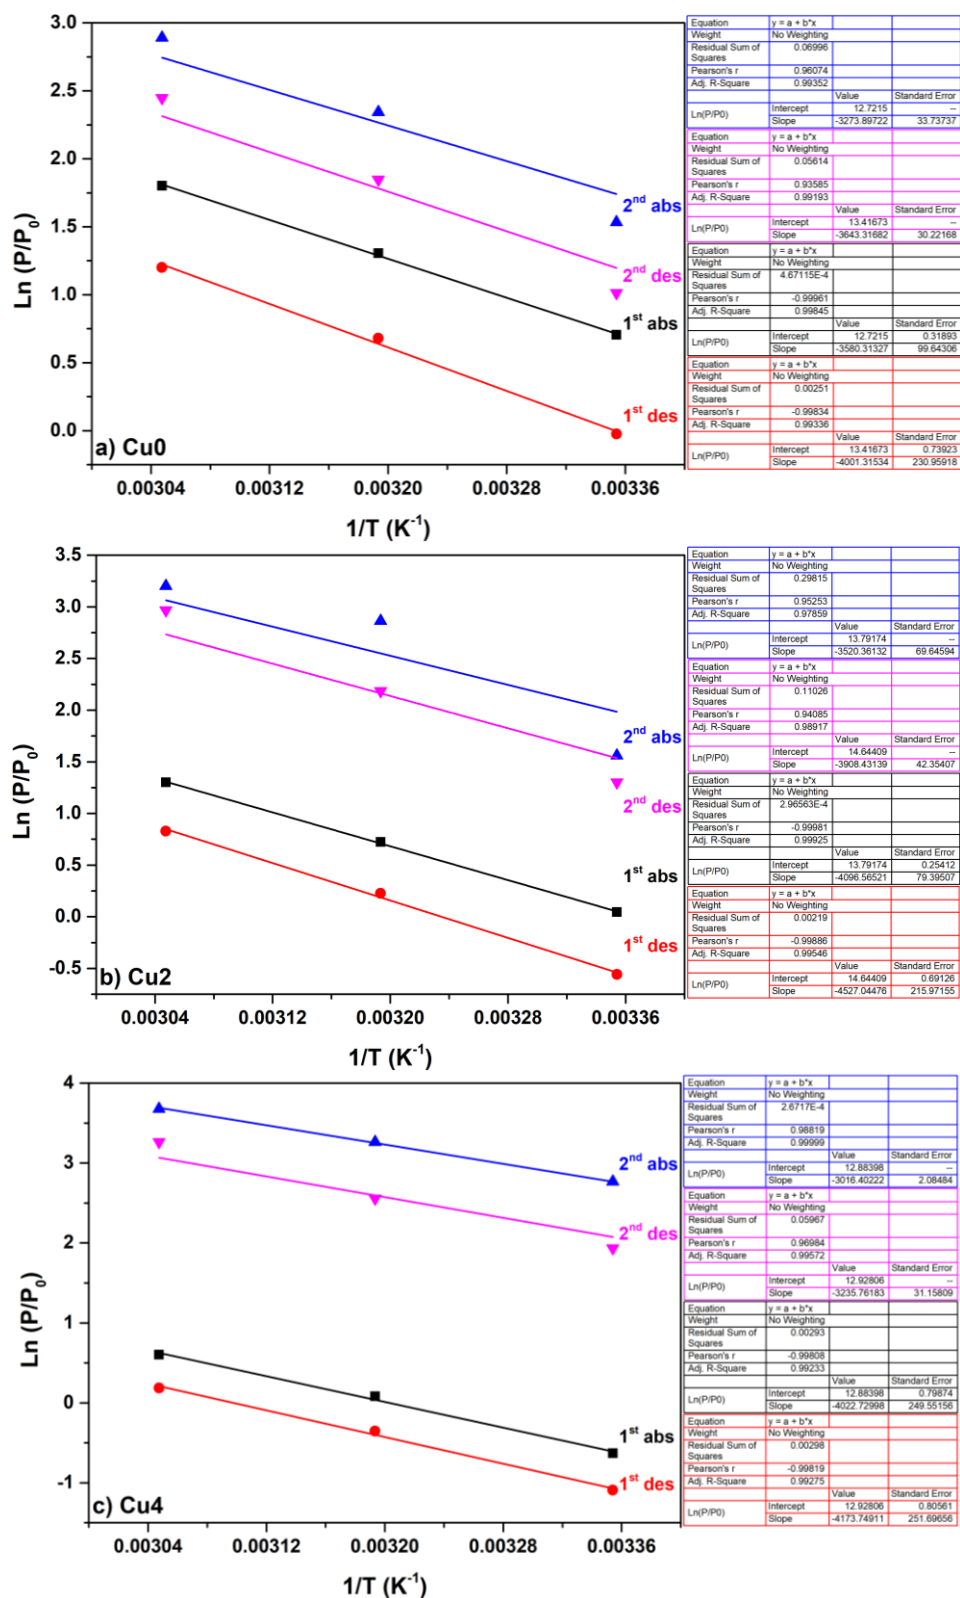 3.0
2.5
2.0
1.5
1.0
0.5
0.0
Ln (P/P0)
2nd abs
2nd des
1st abs
1st des
a) Cu0
0.00304 0.00312 0.00320 0.00328 0.00336
1/T (K-1)
Equation y = a + b*x
Weight No Weighting
Residual Sum of Squares 0.06996
Pearson's r 0.96074
Adj. R-Square 0.99352
Value Standard Error
Ln(P/P0) Intercept 12.7215 --
Slope -3273.89722 33.73737
Equation y = a + b*x
Weight No Weighting
Residual Sum of Squares 0.05614
Pearson's r 0.93585
Adj. R-Square 0.99193
Value Standard Error
Ln(P/P0) Intercept 13.41673 --
Slope -3643.31682 30.22168
Equation y = a + b*x
Weight No Weighting
Residual Sum of Squares 4.67115E-4
Pearson's r -0.99961
Adj. R-Square 0.99845
Value Standard Error
Ln(P/P0) Intercept 12.7215 0.31893
Slope -3580.31327 99.64306
Equation y = a + b*x
Weight No Weighting
Residual Sum of Squares 0.00251
Pearson's r -0.99834
Adj. R-Square 0.99336
Value Standard Error
Ln(P/P0) Intercept 13.41673 0.73923
Slope -4001.31534 230.95918
3.5
3.0
2.5
2.0
1.5
1.0
0.5
0.0
-0.5
Ln (P/P0)
2nd abs
2nd des
1st abs
1st des
b) Cu2
0.00304 0.00312 0.00320 0.00328 0.00336
1/T (K-1)
Equation y = a + b*x
Weight No Weighting
Residual Sum of Squares 0.29815
Pearson's r 0.95253
Adj. R-Square 0.97859
Value Standard Error
Ln(P/P0) Intercept 13.79174 --
Slope -3520.36132 69.64594
Equation y = a + b*x
Weight No Weighting
Residual Sum of Squares 0.11026
Pearson's r 0.94085
Adj. R-Square 0.98917
Value Standard Error
Ln(P/P0) Intercept 14.64409 --
Slope -3908.43139 42.35407
Equation y = a + b*x
Weight No Weighting
Residual Sum of Squares 2.96563E-4
Pearson's r -0.99981
Adj. R-Square 0.99925
Value Standard Error
Ln(P/P0) Intercept 13.79174 0.25412
Slope -4096.56521 79.39507
Equation y = a + b*x
Weight No Weighting
Residual Sum of Squares 0.00219
Pearson's r -0.99886
Adj. R-Square 0.99546
Value Standard Error
Ln(P/P0) Intercept 14.64409 0.69126
Slope -4527.04476 215.97155
4
3
2
1
0
-1
Ln (P/P0)
2nd abs
2nd des
1st abs
1st des
c) Cu4
0.00304 0.00312 0.00320 0.00328 0.00336
1/T (K-1)
Equation y = a + b*x
Weight No Weighting
Residual Sum of Squares 2.6717E-4
Pearson's r 0.98819
Adj. R-Square 0.99999
Value Standard Error
Ln(P/P0) Intercept 12.88398 --
Slope -3016.40222 2.08484
Equation y = a + b*x
Weight No Weighting
Residual Sum of Squares 0.05967
Pearson's r 0.96984
Adj. R-Square 0.99572
Value Standard Error
Ln(P/P0) Intercept 12.92806 --
Slope -3235.76183 31.15809
Equation y = a + b*x
Weight No Weighting
Residual Sum of Squares 0.00293
Pearson's r -0.99808
Adj. R-Square 0.99233
Value Standard Error
Ln(P/P0) Intercept 12.88398 0.79874
Slope -4022.72998 249.55156
Equation y = a + b*x
Weight No Weighting
Residual Sum of Squares 0.00298
Pearson's r -0.99819
Adj. R-Square 0.99275
Value Standard Error
Ln(P/P0) Intercept 12.92806 0.80561
Slope -4173.74911 251.69656